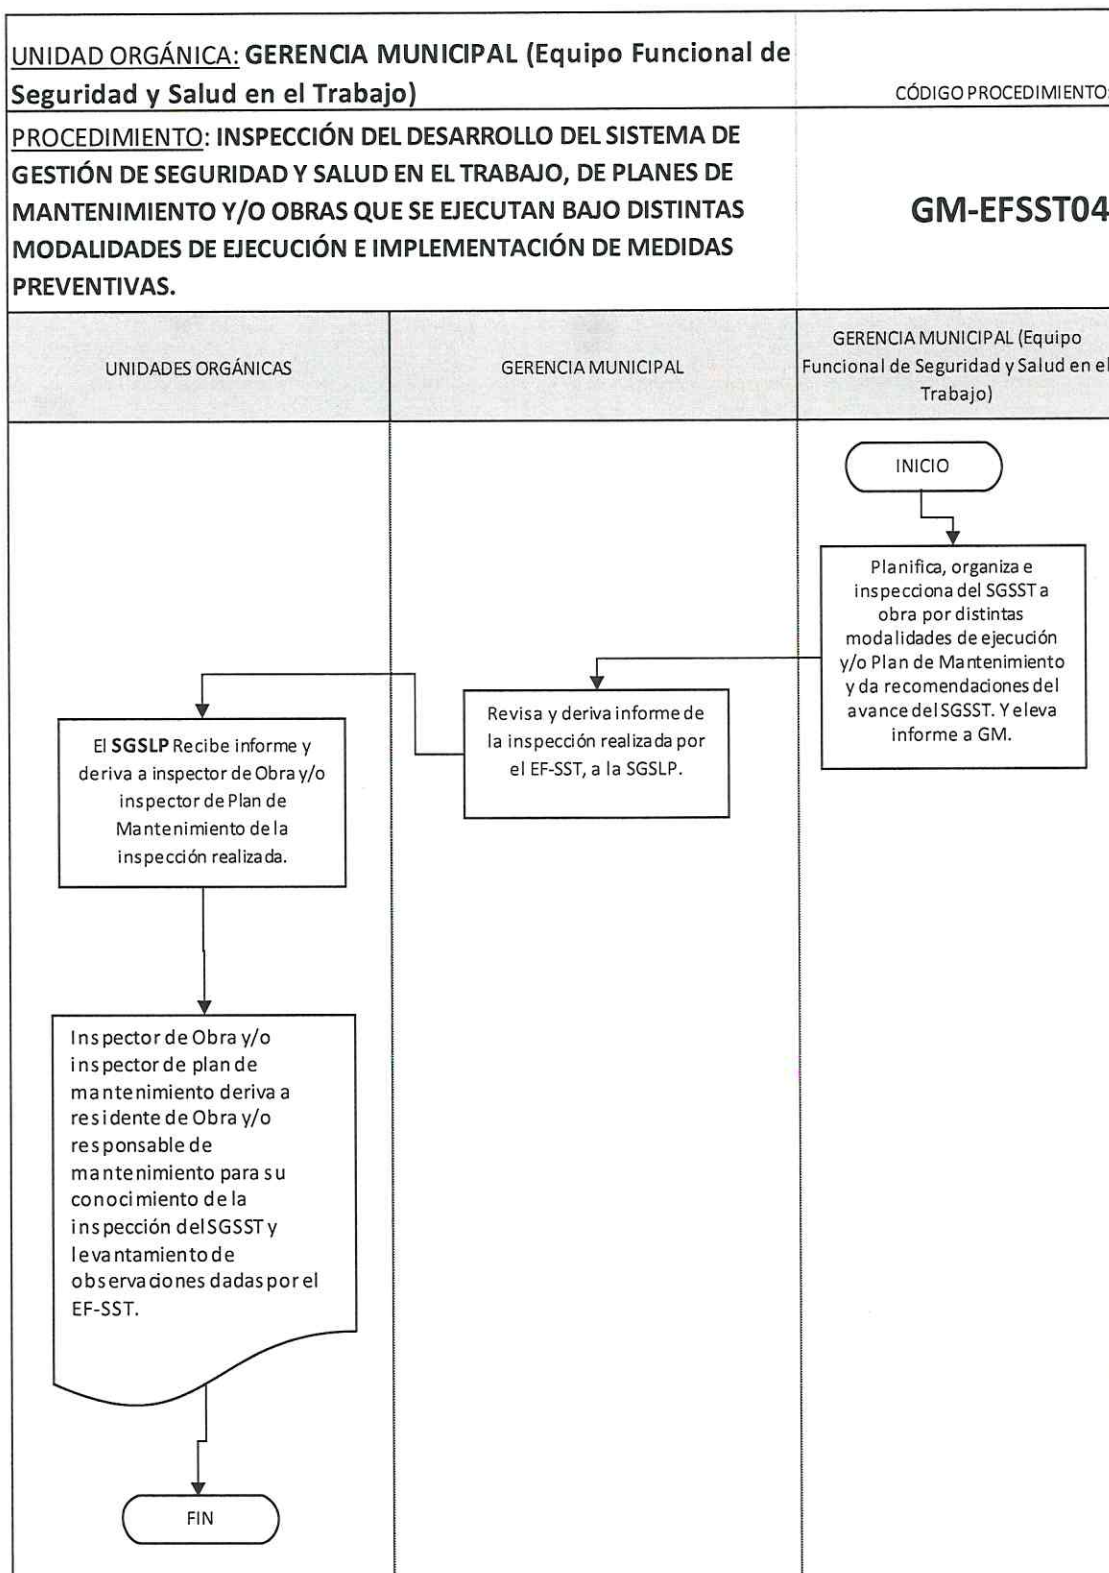 UNIDAD ORGÁNICA: GERENCIA MUNICIPAL (Equipo Funcional de
Seguridad y Salud en el Trabajo)
CÓDIGO PROCEDIMIENTO:
PROCEDIMIENTO: INSPECCIÓN DEL DESARROLLO DEL SISTEMA DE
GESTIÓN DE SEGURIDAD Y SALUD EN EL TRABAJO, DE PLANES DE
MANTENIMIENTO Y/O OBRAS QUE SE EJECUTAN BAJO DISTINTAS
MODALIDADES DE EJECUCIÓN E IMPLEMENTACIÓN DE MEDIDAS
PREVENTIVAS.
GM-EFSST04
UNIDADES ORGÁNICAS
GERENCIA MUNICIPAL
GERENCIA MUNICIPAL (Equipo
Funcional de Seguridad y Salud en el
Trabajo)
INICIO
Planifica, organiza e
inspecciona del SGSST a
obra por distintas
modalidades de ejecución
y/o Plan de Mantenimiento
y da recomendaciones del
avance del SGSST. Y eleva
informe a GM.
Revisa y deriva informe de
la inspección realizada por
el EF-SST, a la SGSLP.
El SGSLP Recibe informe y
deriva a inspector de Obra y/o
inspector de Plan de
Mantenimiento de la
inspección realizada.
Inspector de Obra y/o
inspector de plan de
mantenimiento deriva a
residente de Obra y/o
responsable de
mantenimiento para su
conocimiento de la
inspección del SGSST y
levantamiento de
observaciones dadas por el
EF-SST.
FIN